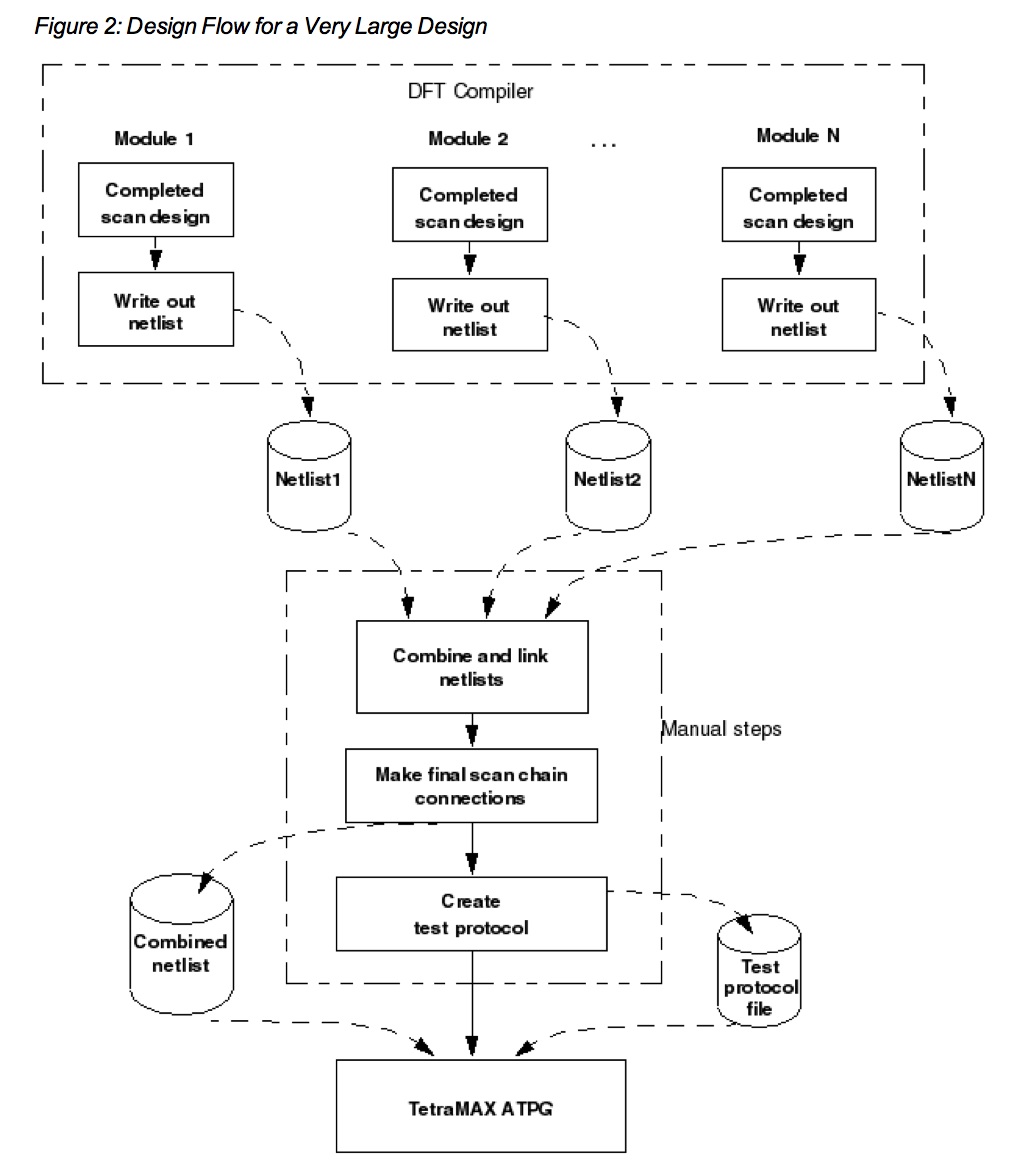 Figure 2: Design Flow for a Very Large Design
DFT Compiler
Module 1
Module 2
...
Module N
Completed
scan design
Completed
scan design
Completed
scan design
Write out
netlist
Write out
netlist
Write out
netlist
Netlist1
Netlist2
NetlistN
Combine and link
netlists
Manual steps
Make final scan chain
connections
Create
test protocol
Combined
netlist
Test
protocol
file
TetraMAX ATPG